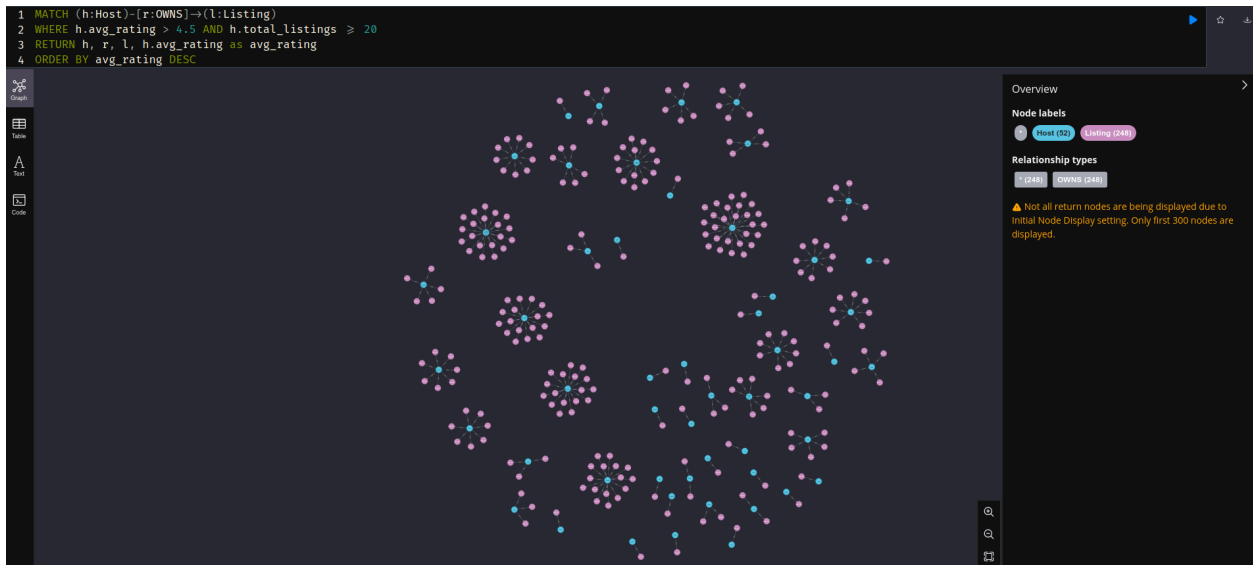 1 MATCH (h:Host)-[r:OWNS]→(l:Listing)
2 WHERE h.avg_rating > 4.5 AND h.total_listings ⩾ 20
3 RETURN h, r, l, h.avg_rating as avg_rating
4 ORDER BY avg_rating DESC
Graph
Table
A
Text
Code
Overview
Node labels
* Host (52) Listing (248)
Relationship types
* (248) OWNS (248)
Not all return nodes are being displayed due to
Initial Node Display setting. Only first 300 nodes are
displayed.